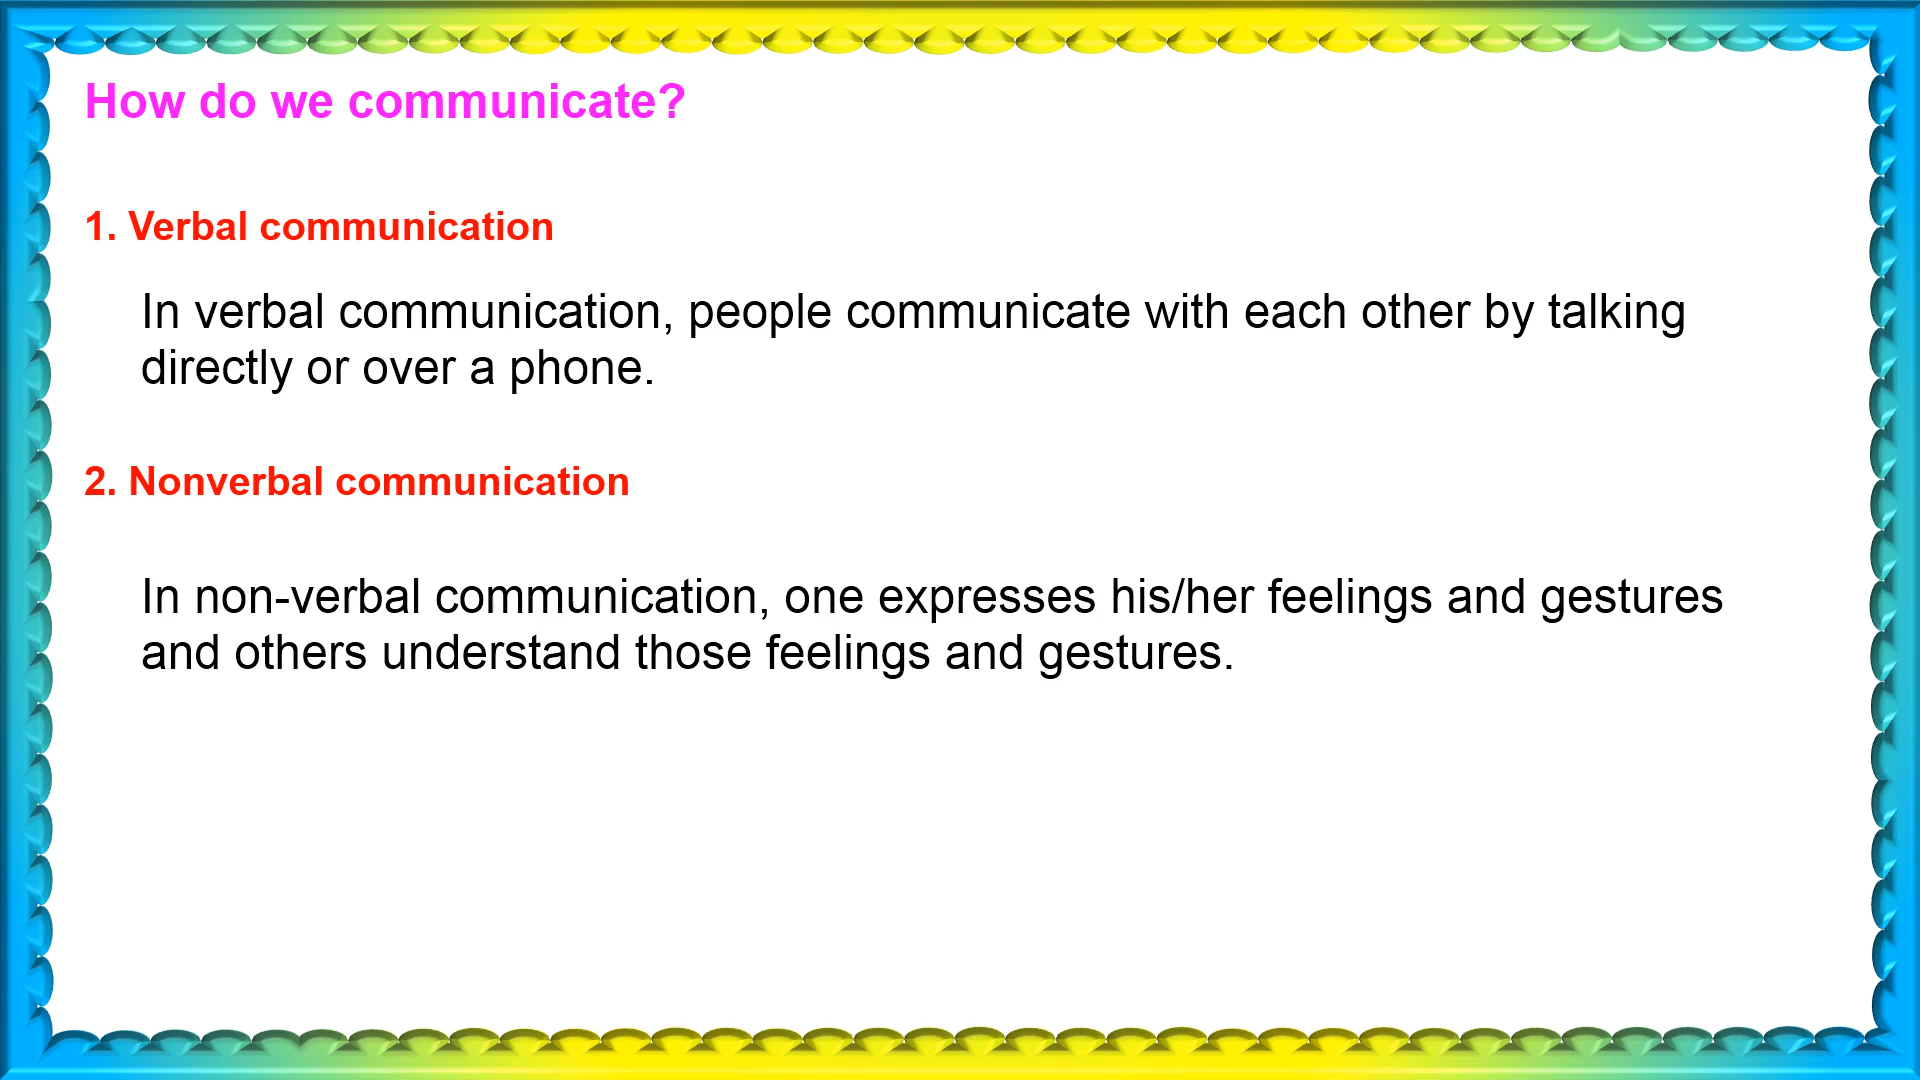 How do we communicate?
1. Verbal communication
In verbal communication, people communicate with each other by talking
directly or over a phone.
2. Nonverbal communication
In non-verbal communication, one expresses his/her feelings and gestures
and others understand those feelings and gestures.